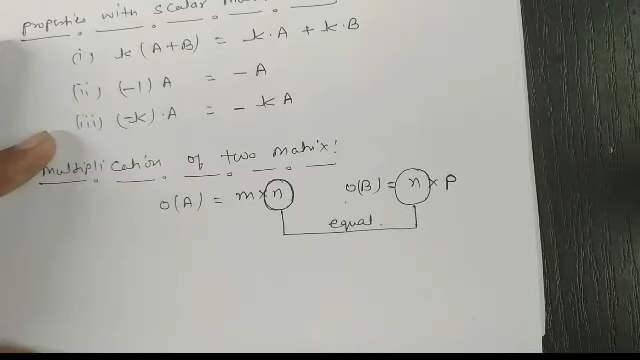 properties with scalar
(i), k(A+B) = k.A + k.B
(ii), (-1) A = - A
(iii) (-k).A = - kA
multiplication of two matrix:
O(A) = m×n O(B) = n × p
equal.